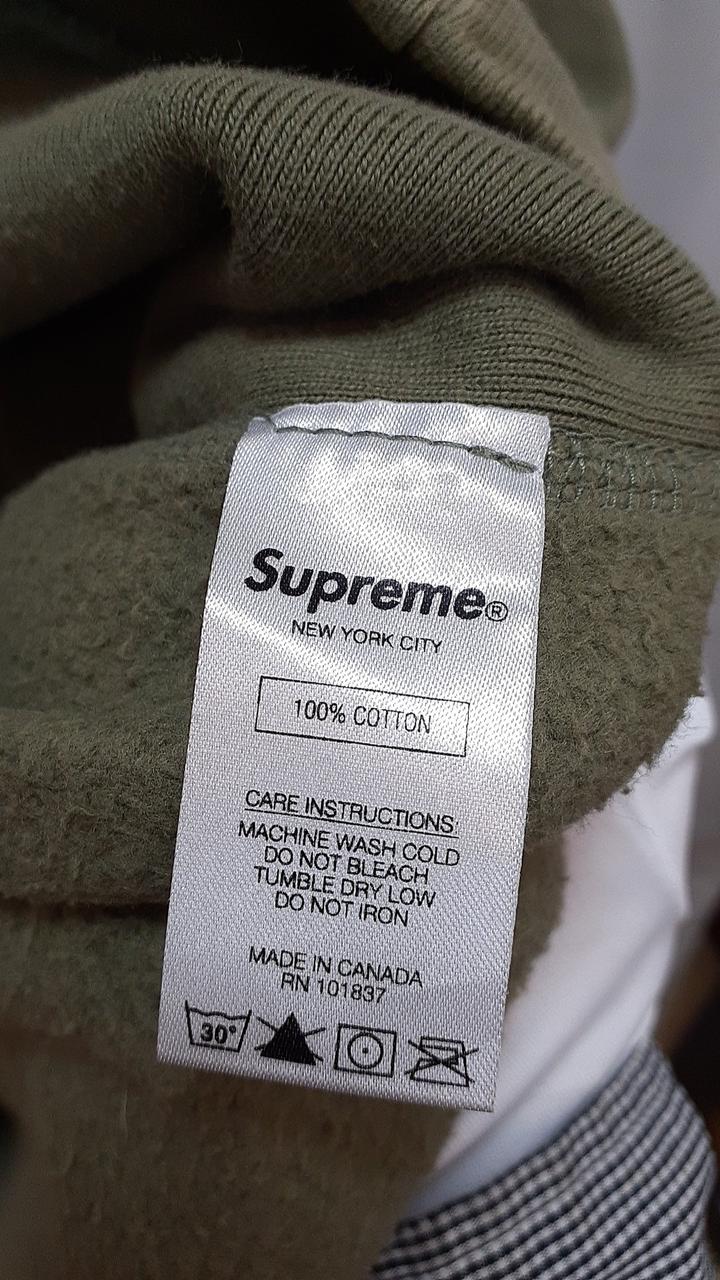 Supreme®
NEW YORK CITY
100% COTTON
CARE INSTRUCTIONS:
MACHINE WASH COLD
DO NOT BLEACH
TUMBLE DRY LOW
DO NOT IRON
MADE IN CANADA
RN 101837
30°